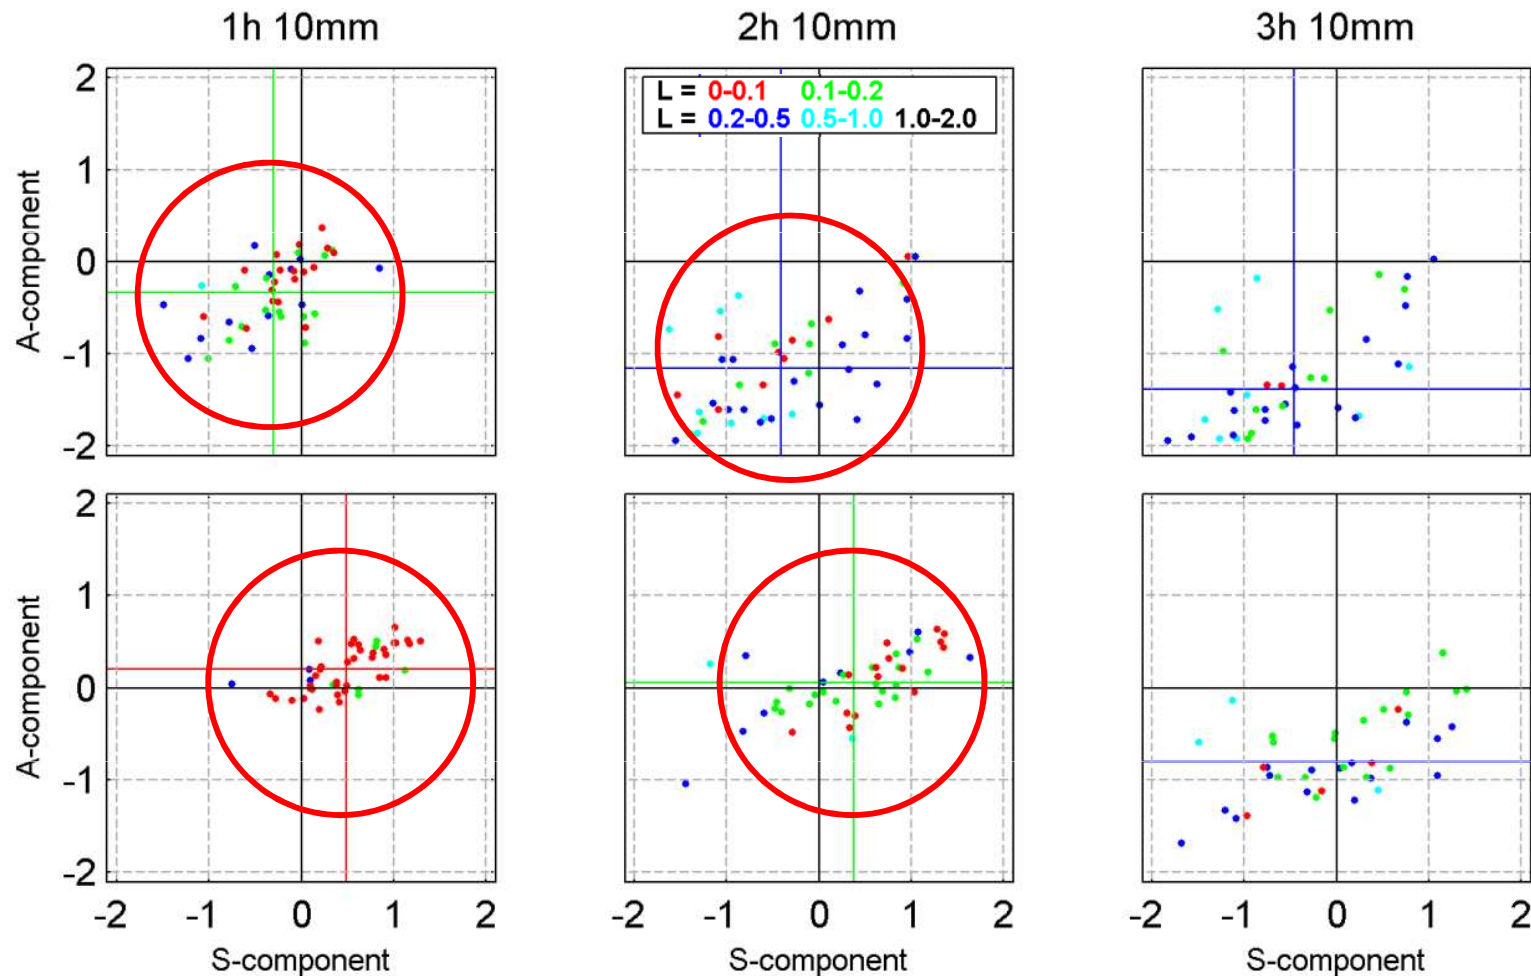 1h 10mm
2h 10mm
3h 10mm
L = 0-0.1 0.1-0.2
L = 0.2-0.5 0.5-1.0 1.0-2.0
2
1
0
-1
-2
A-component
2
1
0
-1
-2
A-component
-2 -1 0 1 2
-2 -1 0 1 2
-2 -1 0 1 2
S-component
S-component
S-component